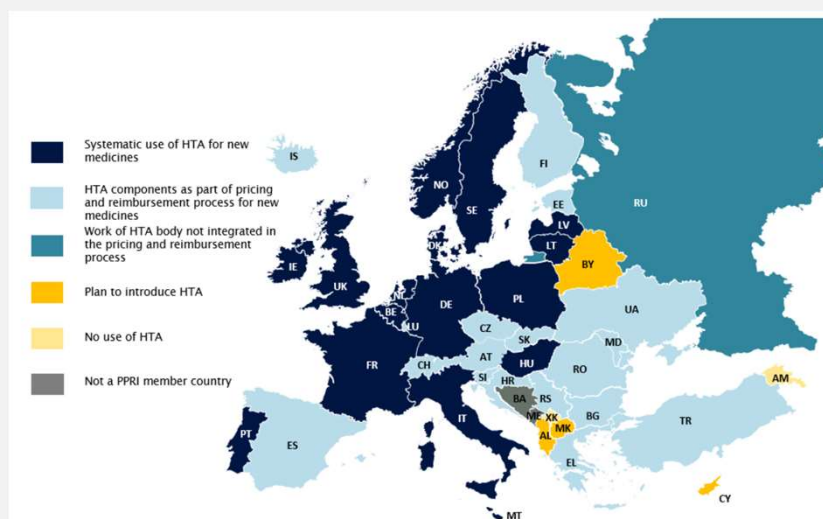 Systematic use of HTA for new
medicines
HTA components as part of pricing
and reimbursement process for new
medicines
Work of HTA body not integrated in
the pricing and reimbursement
process
Plan to introduce HTA
No use of HTA
Not a PPRI member country
IS
NO
SE
FI
EE
LV
LT
RU
DK
IE
UK
NL
BE
LU
DE
PL
BY
CZ
SK
UA
MD
FR
CH
AT
HU
SI
HR
RO
BA
RS
ME
XK
MK
AL
BG
AM
PT
ES
IT
EL
TR
CY
MT